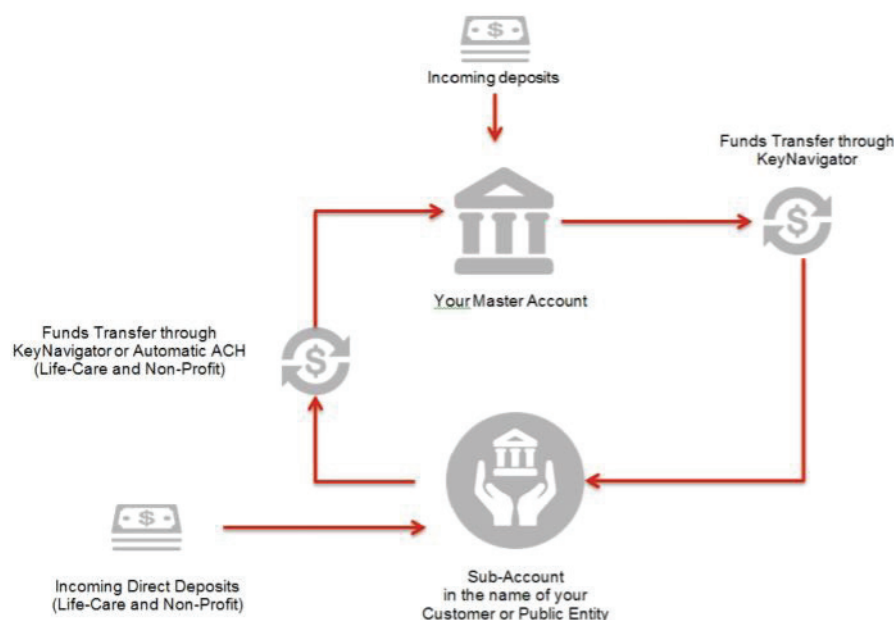 Incoming deposits
Funds Transfer through
KeyNavigator
Your Master Account
Funds Transfer through
KeyNavigator or Automatic ACH
(Life-Care and Non-Profit)
Incoming Direct Deposits
(Life-Care and Non-Profit)
Sub-Account
in the name of your
Customer or Public Entity